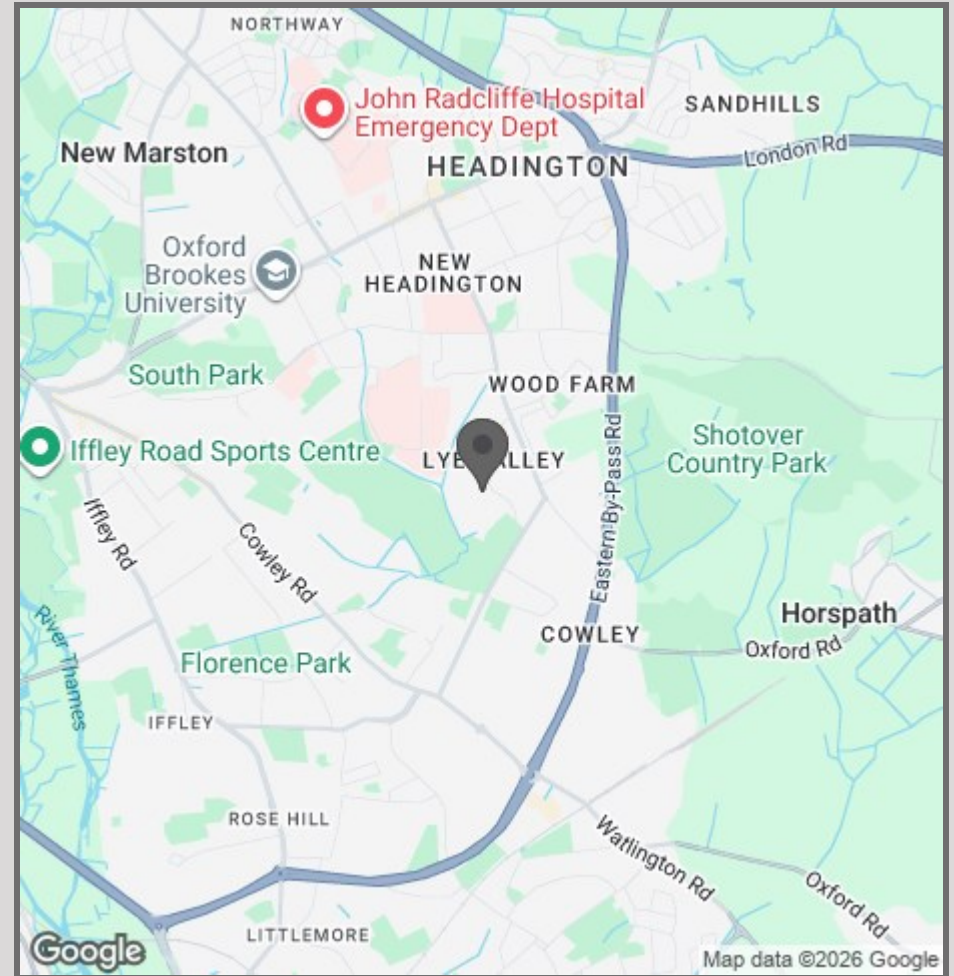 NORTHWAY
John Radcliffe Hospital
Emergency Dept
SANDHILLS
New Marston
HEADINGTON
London Rd
Oxford
Brookes
University
NEW
HEADINGTON
South Park
WOOD FARM
Iffley Road Sports Centre
LYE VALLEY
Shotover
Country Park
Iffley Rd
Cowley Rd
Eastern By-Pass Rd
River Thames
Horspath
COWLEY
Oxford Rd
Florence Park
IFFLEY
ROSE HILL
Watlington Rd
Oxford Rd
LITTLEMORE
Google
Map data ©2026 Google